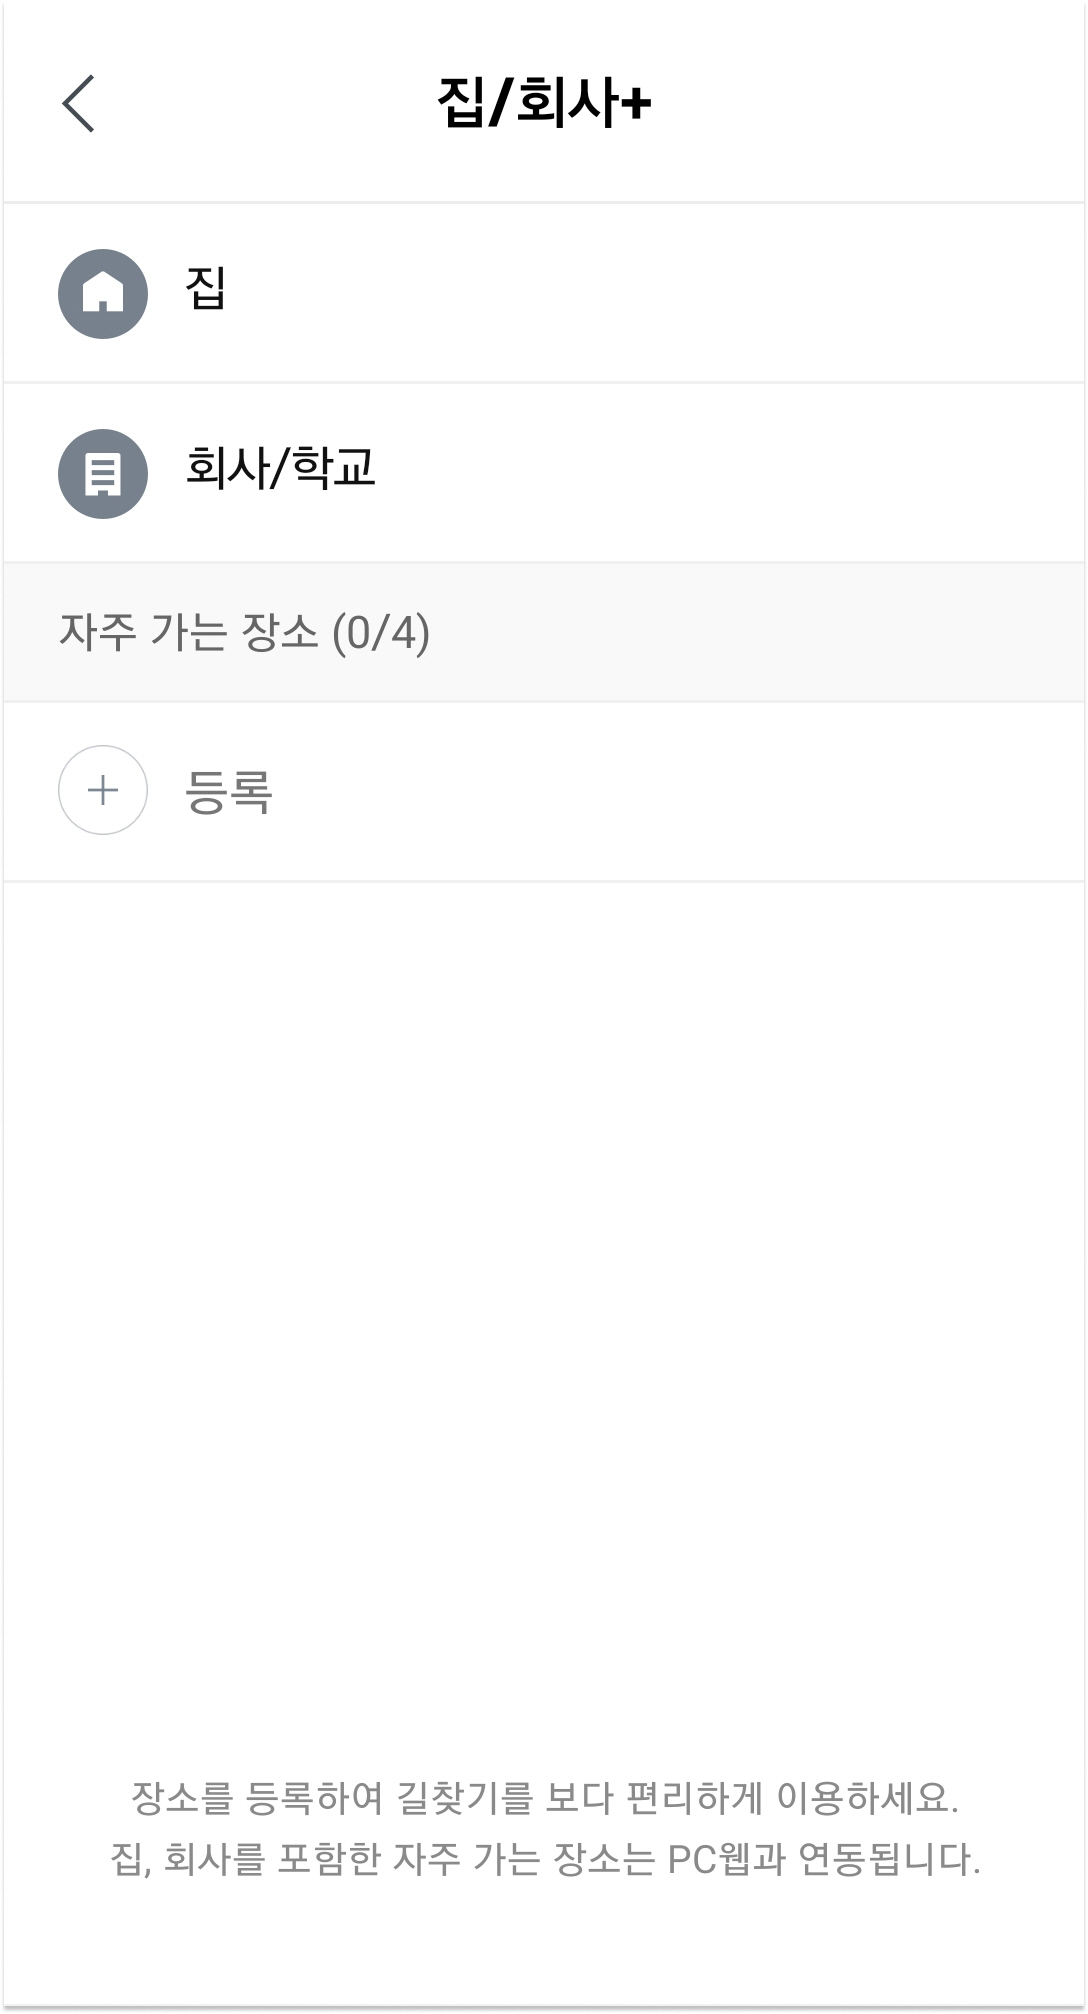 집/회사+
집
회사/학교
자주 가는 장소 (0/4)
등록
장소를 등록하여 길찾기를 보다 편리하게 이용하세요.
집, 회사를 포함한 자주 가는 장소는 PC웹과 연동됩니다.